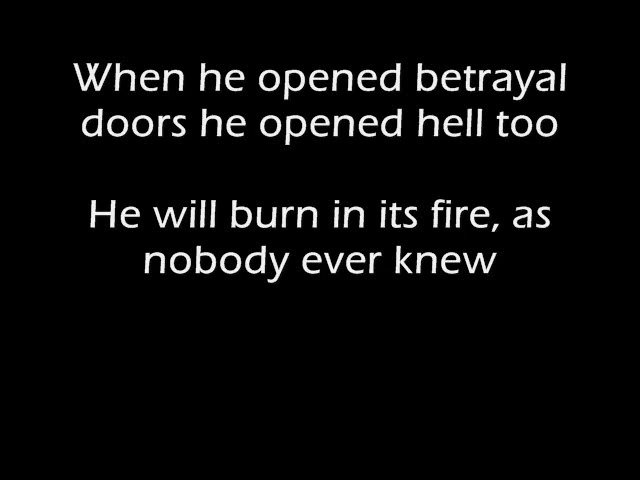 When he opened betrayal
doors he opened hell too
He will burn in its fire, as
nobody ever knew